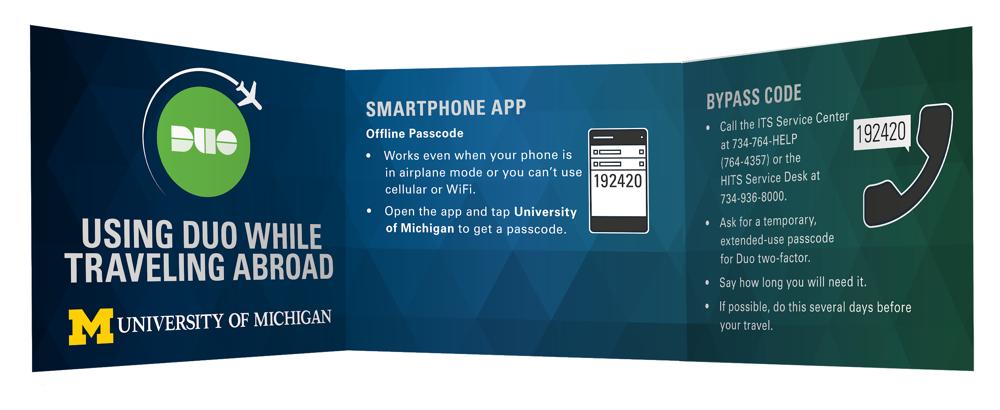 DUO
USING DUO WHILE
TRAVELING ABROAD
M UNIVERSITY OF MICHIGAN
SMARTPHONE APP
Offline Passcode
• Works even when your phone is
in airplane mode or you can't use
cellular or WiFi.
• Open the app and tap University
of Michigan to get a passcode.
192420
BYPASS CODE
• Call the ITS Service Center
at 734-764-HELP
(764-4357) or the
HITS Service Desk at
734-936-8000.
• Ask for a temporary,
extended-use passcode
for Duo two-factor.
• Say how long you will need it.
• If possible, do this several days before
your travel.
192420